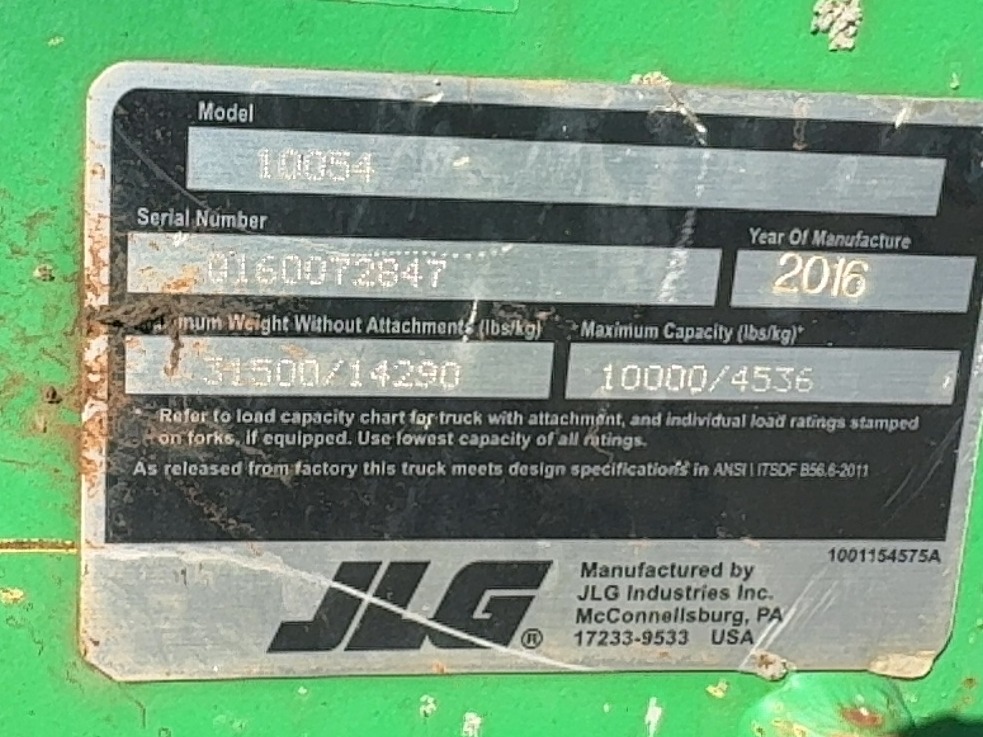 Model
10054
Serial Number
0160072847
Year Of Manufacture
2016
Weight Without Attachments (lbs/kg)
*Maximum Capacity (lbs/kg)*
31500/14290
10000/4536
* Refer to load capacity chart for truck with attachment, and individual load ratings stamped
on forks, if equipped. Use lowest capacity of all ratings.
As released from factory this truck meets design specifications in ANSI \ ITSDF B56.6-2011
1001154575A
JLG®
Manufactured by
JLG Industries Inc.
McConnellsburg, PA
17233-9533 USA